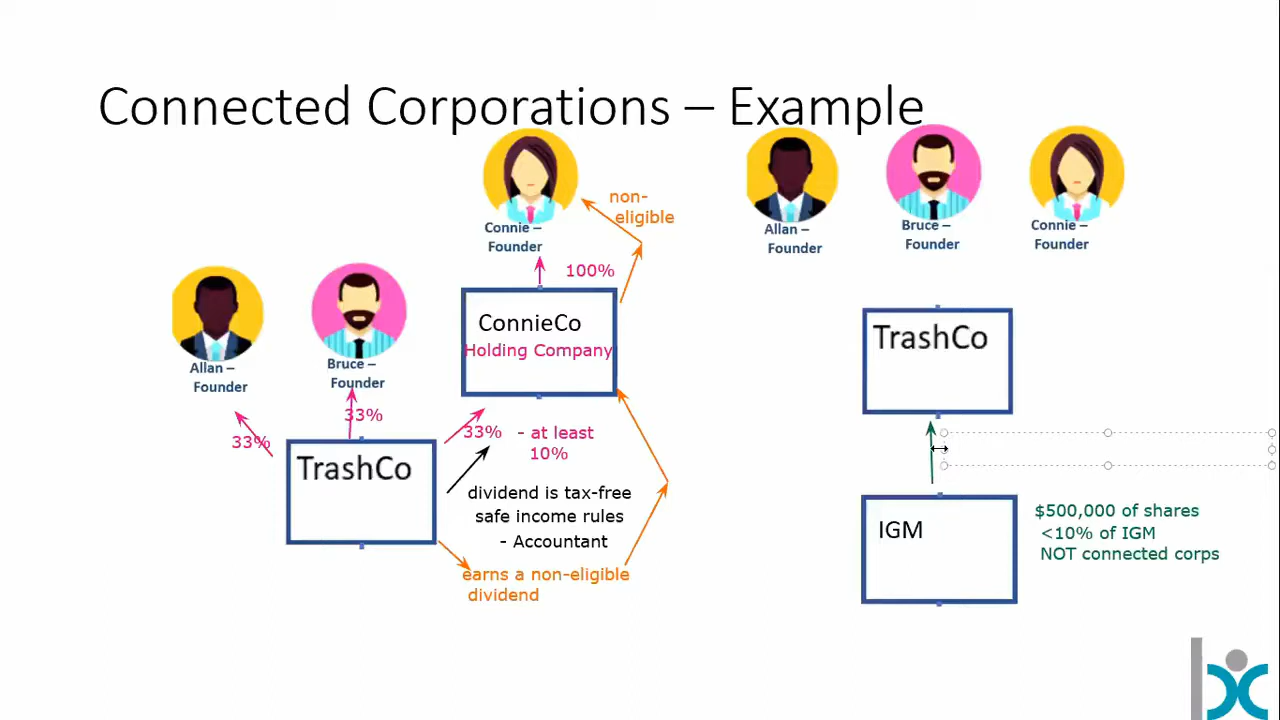 Connected Corporations – Example
non-
eligible
Connie –
Founder
100%
ConnieCo
Holding Company
Allan –
Founder
Bruce –
Founder
33%
33%
33%
- at least
10%
TrashCo
dividend is tax-free
safe income rules
- Accountant
earns a non-eligible
dividend
Allan –
Founder
Bruce –
Founder
Connie –
Founder
TrashCo
IGM
$500,000 of shares
<10% of IGM
NOT connected corps